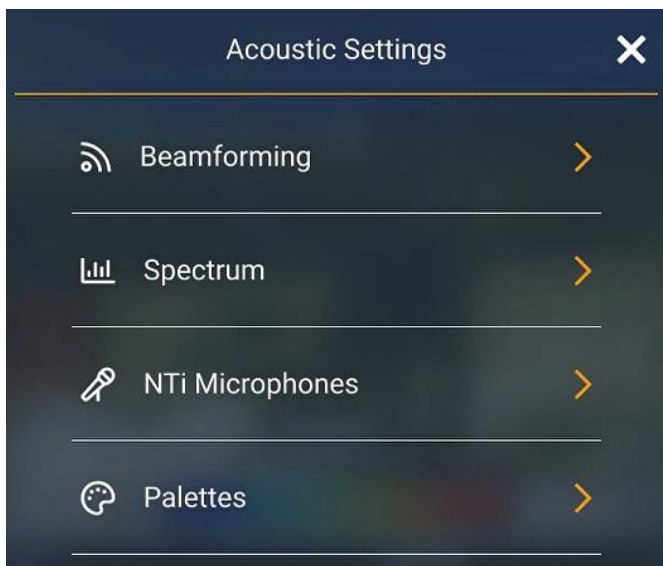 Acoustic Settings
Beamforming
Spectrum
NTi Microphones
Palettes